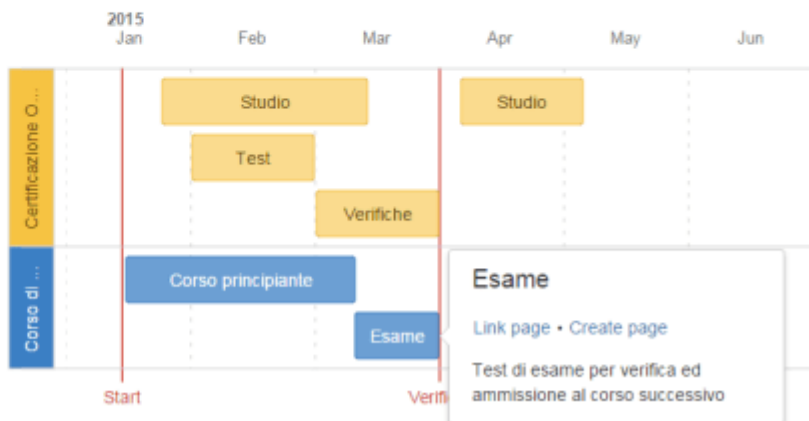 2015
Jan Feb Mar Apr May Jun
Certificazione O...
Studio Studio
Test
Verifiche
Corso di ...
Corso principiante
Esame
Esame
Link page • Create page
Test di esame per verifica ed
ammissione al corso successivo
Start